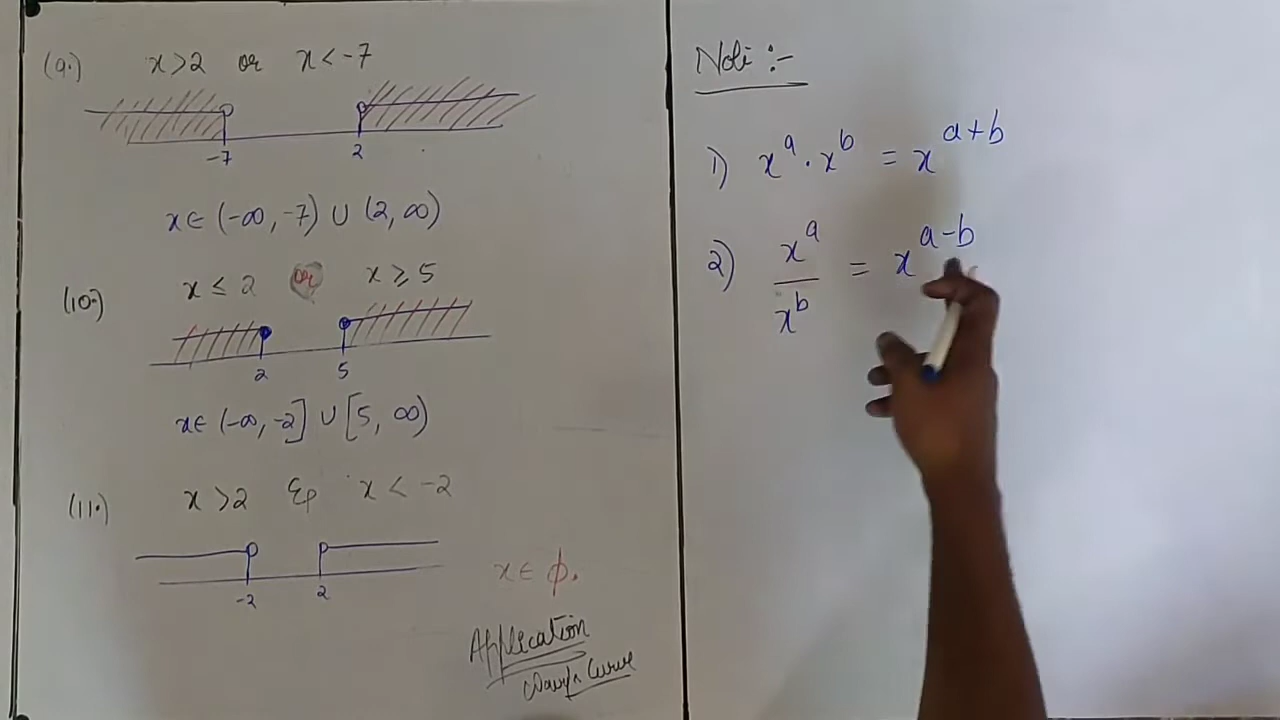 (9.) x>2 or x<-7
-7 2
x∈ (-∞, -7) ∪ (2, ∞)
(10.) x ≤ 2 or x ≥ 5
2 5
x∈ (-∞, -2] ∪ [5, ∞)
(11.) x >2 & x < -2
-2 2
x ∈ ϕ.
Application
Curve
Note :-
1) x^a . x^b = x^{a+b}
2) x^a / x^b = x^{a-b}